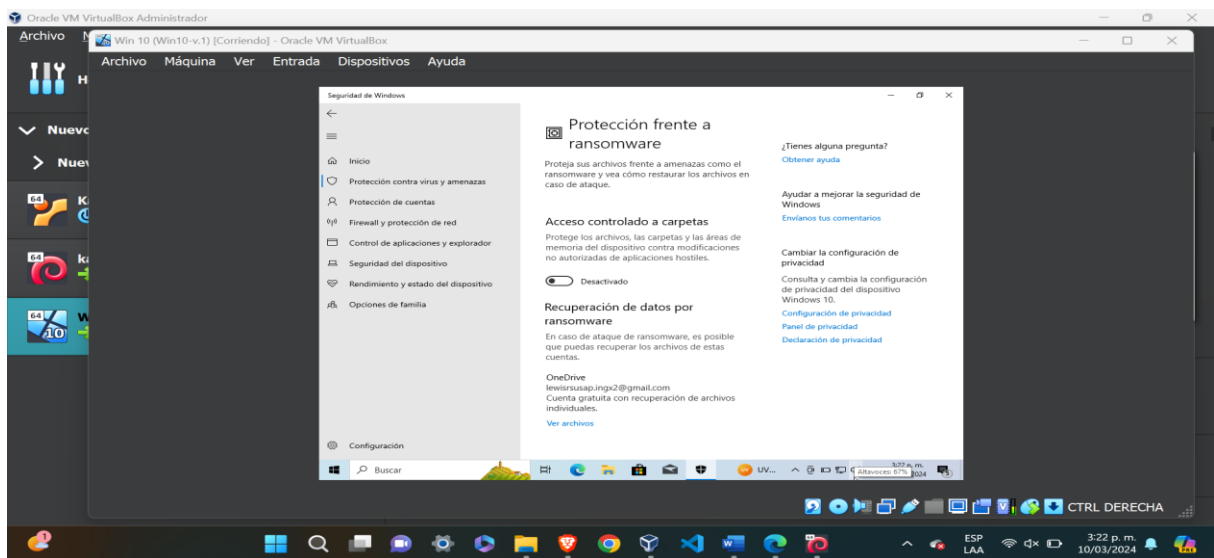 Oracle VM VirtualBox Administrador
Archivo
Win 10 (Win10-v.1) [Corriendo] - Oracle VM VirtualBox
Archivo Máquina Ver Entrada Dispositivos Ayuda
Seguridad de Windows
Inicio
Protección contra virus y amenazas
Protección de cuentas
Firewall y protección de red
Control de aplicaciones y explorador
Seguridad del dispositivo
Rendimiento y estado del dispositivo
Opciones de familia
Configuración
Protección frente a
ransomware
Proteja sus archivos frente a amenazas como el
ransomware y vea cómo restaurar los archivos en
caso de ataque.
Acceso controlado a carpetas
Protege los archivos, las carpetas y las áreas de
memoria del dispositivo contra modificaciones
no autorizadas de aplicaciones hostiles.
Desactivado
Recuperación de datos por
ransomware
En caso de ataque de ransomware, es posible
que puedas recuperar los archivos de estas
cuentas.
OneDrive
lewisrsusap.ingx2@gmail.com
Cuenta gratuita con recuperación de archivos
individuales.
Ver archivos
¿Tienes alguna pregunta?
Obtener ayuda
Ayudar a mejorar la seguridad de
Windows
Envíanos tus comentarios
Cambiar la configuración de
privacidad
Consulta y cambia la configuración
de privacidad del dispositivo
Windows 10.
Configuración de privacidad
Panel de privacidad
Declaración de privacidad
Nuevo
64
64
64
10
Buscar
UV...
3:22 p. m.
Altavoces: 67%
2024
CTRL DERECHA
ESP
LAA
3:22 p. m.
10/03/2024